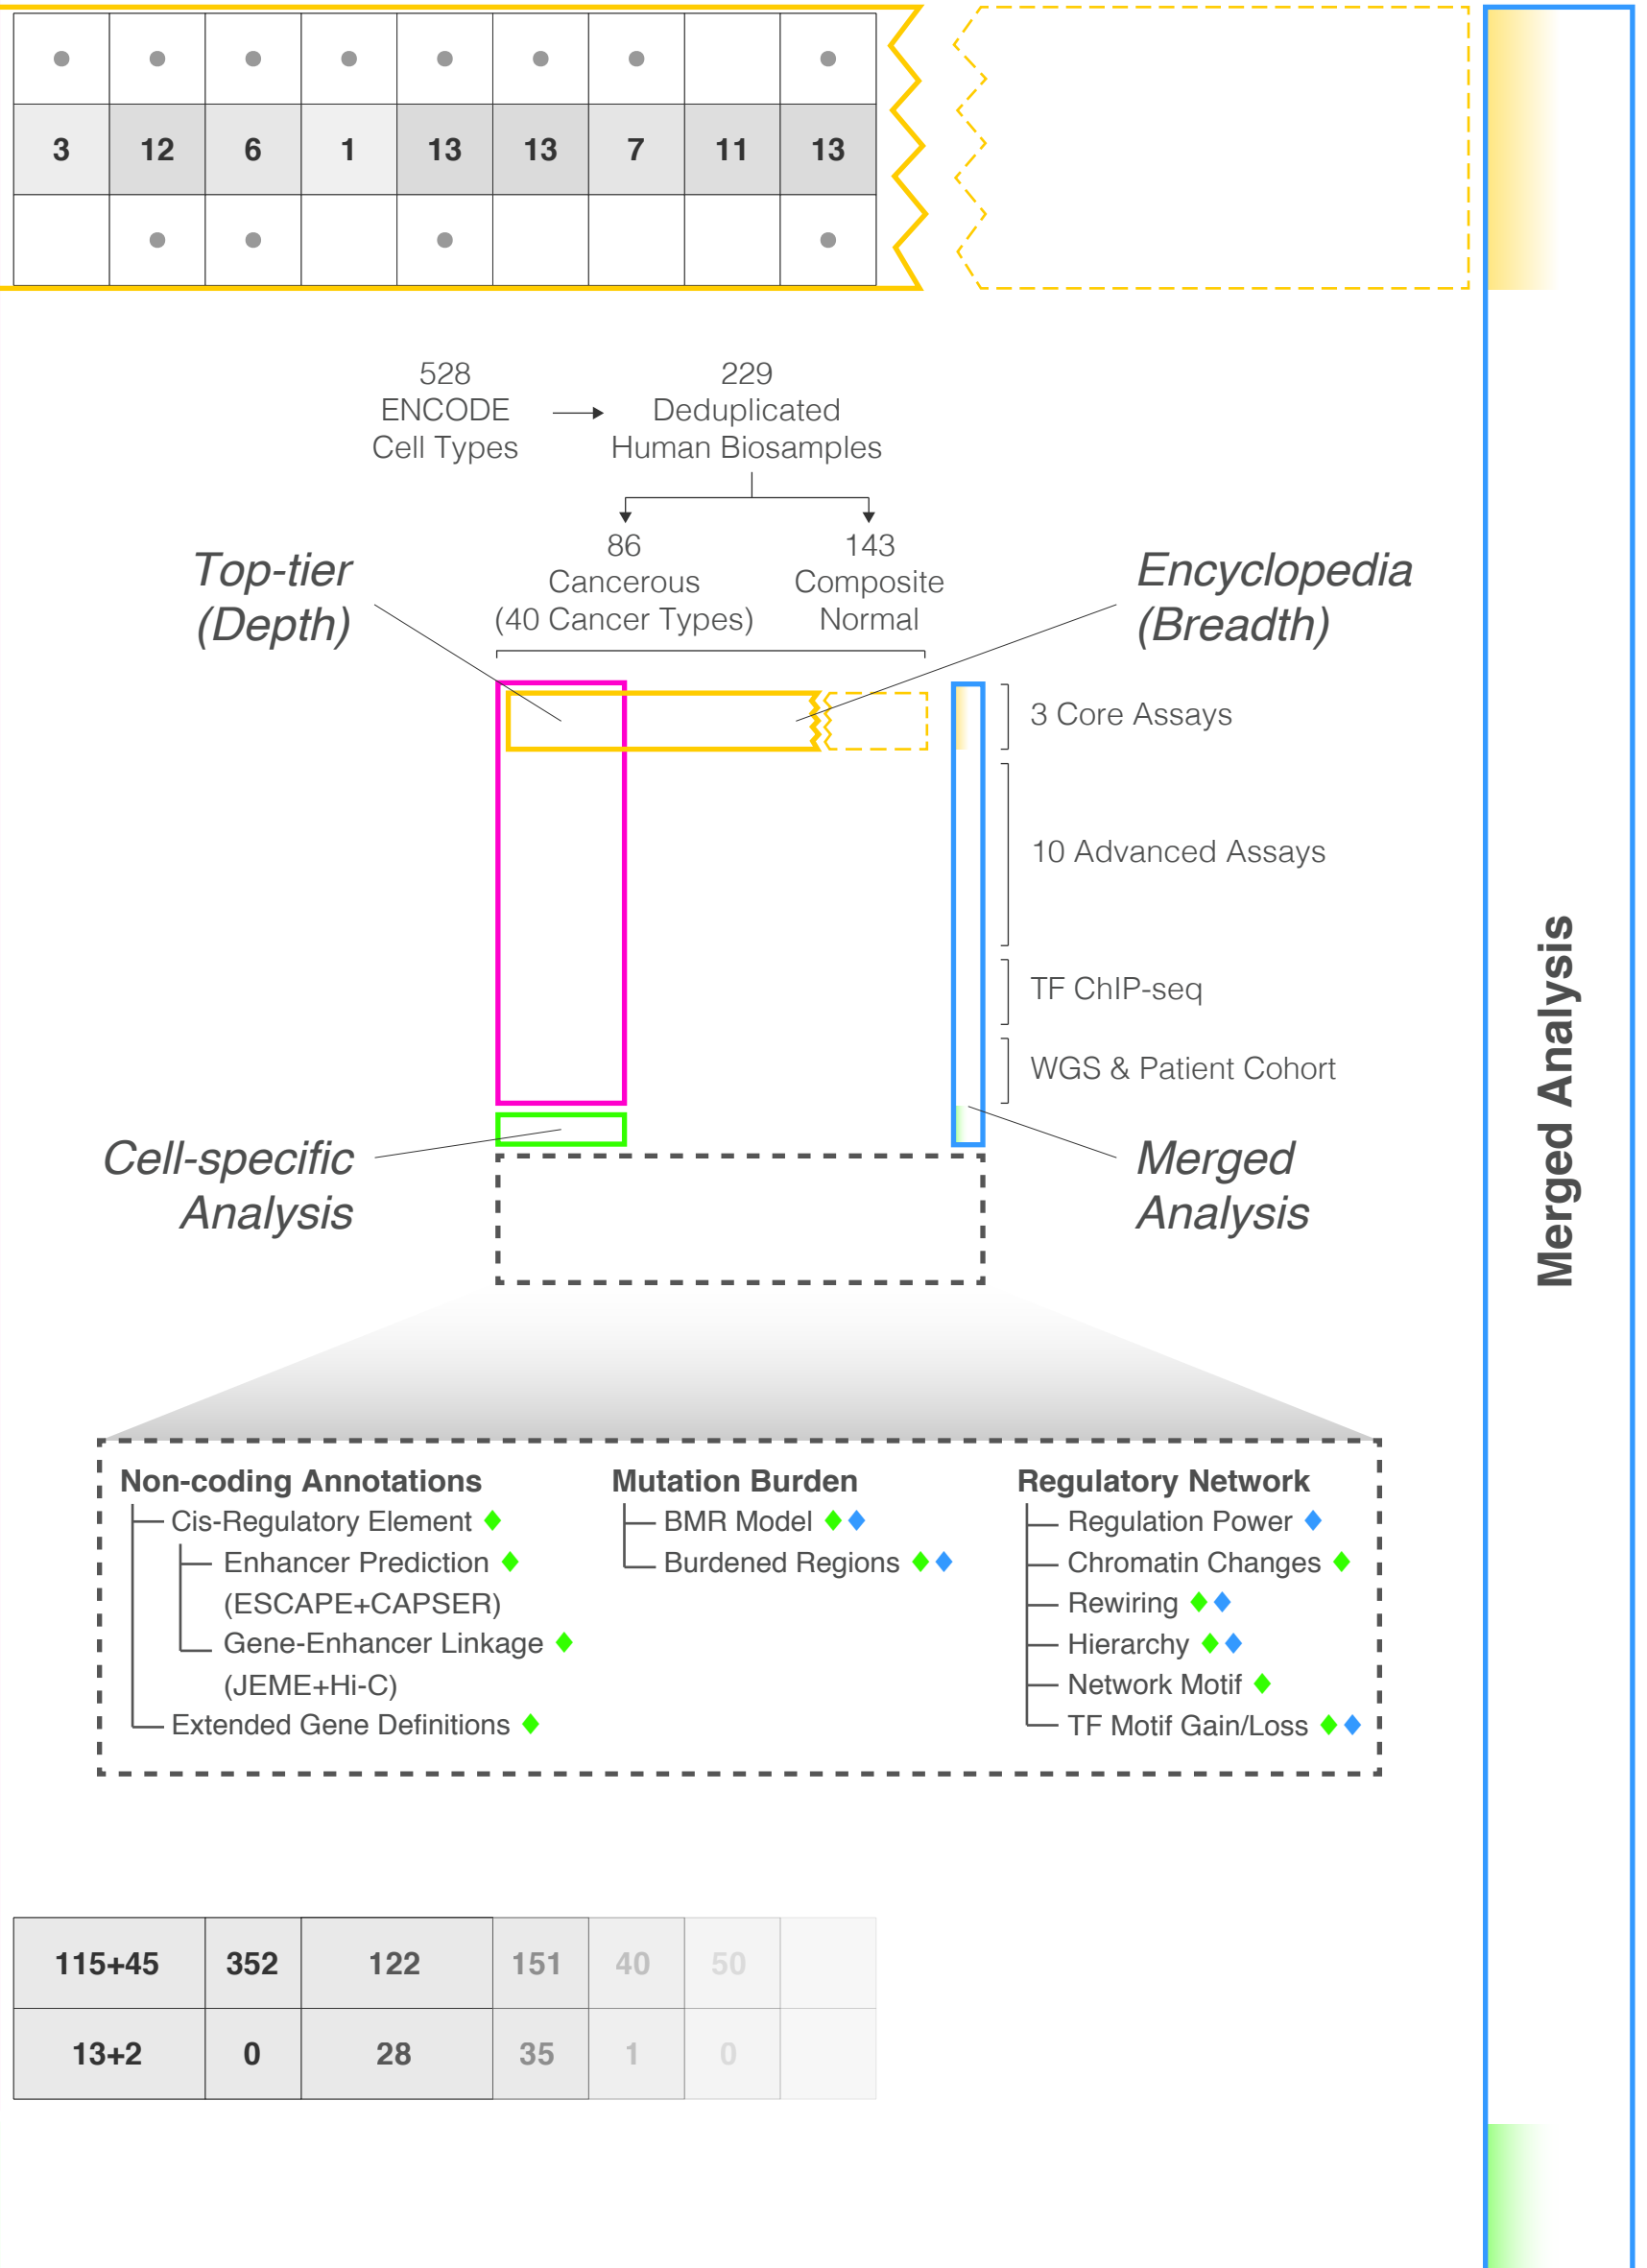 3 12 6 1 13 13 7 11 13
528
ENCODE
Cell Types
229
Deduplicated
Human Biosamples
86
Cancerous
(40 Cancer Types)
143
Composite
Normal
Top-tier
(Depth)
Encyclopedia
(Breadth)
3 Core Assays
10 Advanced Assays
TF ChIP-seq
WGS & Patient Cohort
Cell-specific
Analysis
Merged
Analysis
Merged Analysis
Non-coding Annotations
Cis-Regulatory Element
Enhancer Prediction
(ESCAPE+CAPSER)
Gene-Enhancer Linkage
(JEME+Hi-C)
Extended Gene Definitions
Mutation Burden
BMR Model
Burdened Regions
Regulatory Network
Regulation Power
Chromatin Changes
Rewiring
Hierarchy
Network Motif
TF Motif Gain/Loss
115+45 352 122 151 40 50
13+2 0 28 35 1 0